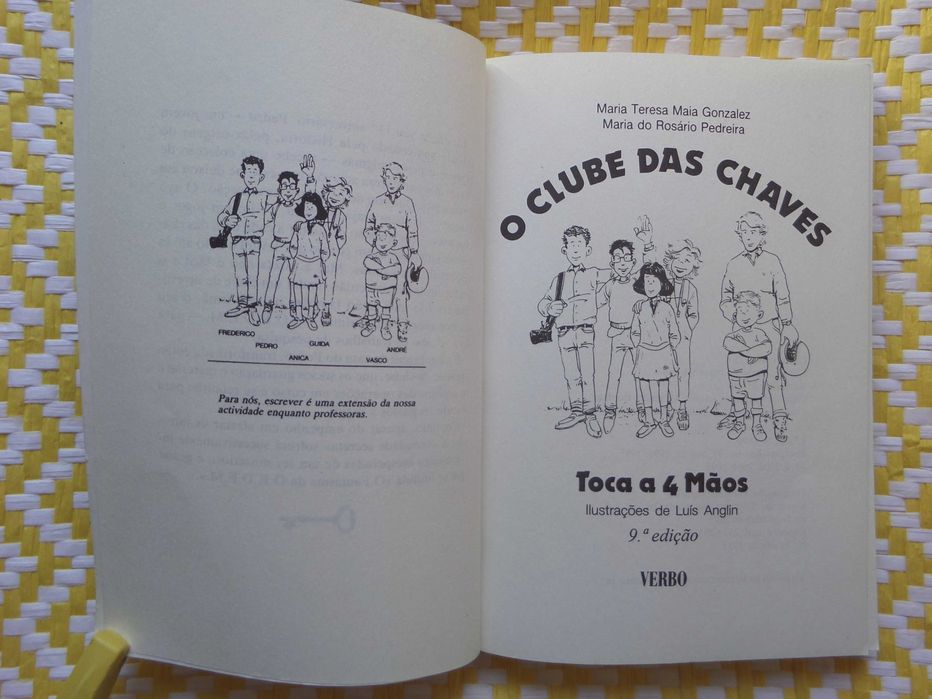 FREDERICO
PEDRO
GUIDA
ANICA
ANDRÉ
VASCO
Para nós, escrever é uma extensão da nossa
actividade enquanto professoras.
Maria Teresa Maia Gonzalez
Maria do Rosário Pedreira
O CLUBE DAS CHAVES
Toca a 4 Mãos
Ilustrações de Luís Anglin
9.ª edição
VERBO